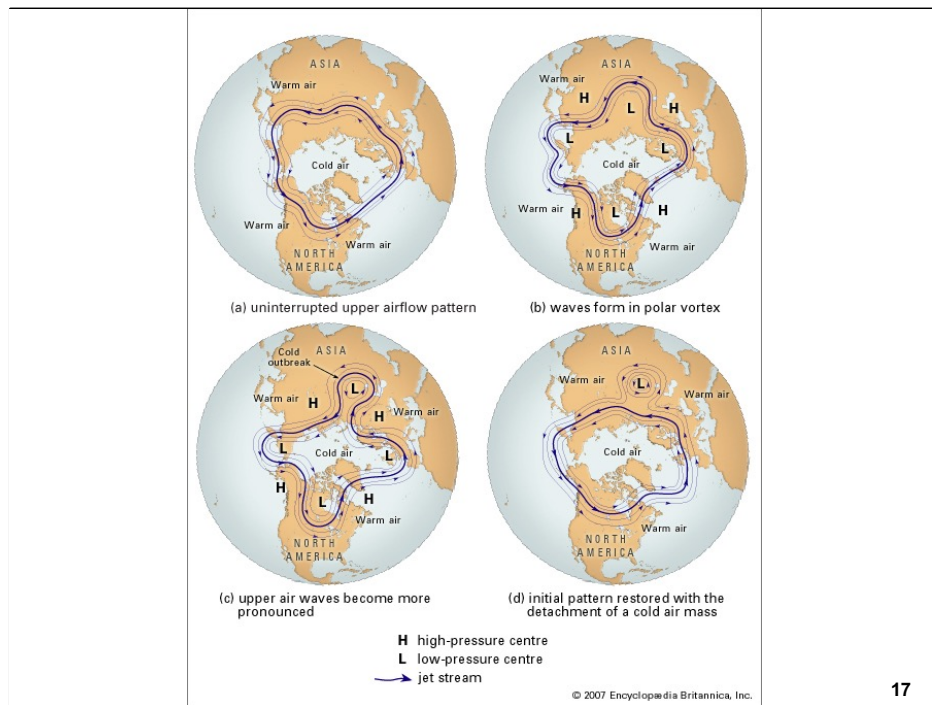 ASIA
Warm air
Cold air
Warm air
Warm air
NORTH
AMERICA
(a) uninterrupted upper airflow pattern
ASIA
Warm air
H
L
H
L
L
Cold air
Warm air
H
L
H
Warm air
NORTH
AMERICA
(b) waves form in polar vortex
ASIA
Cold
outbreak
L
Warm air
H
H
Warm air
L
Cold air
L
H
L
H
Warm air
NORTH
AMERICA
(c) upper air waves become more
pronounced
ASIA
Warm air
L
Warm air
Cold air
Warm air
NORTH
AMERICA
(d) initial pattern restored with the
detachment of a cold air mass
H high-pressure centre
L low-pressure centre
jet stream
© 2007 Encyclopædia Britannica, Inc.
17